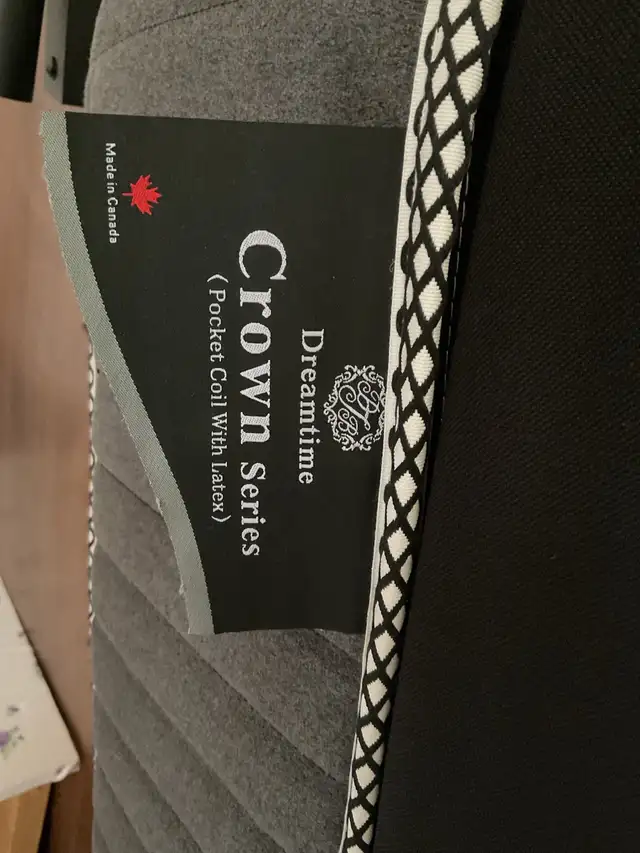 Dreamtime
Crown Series
(Pocket Coil With Latex)
Made in Canada